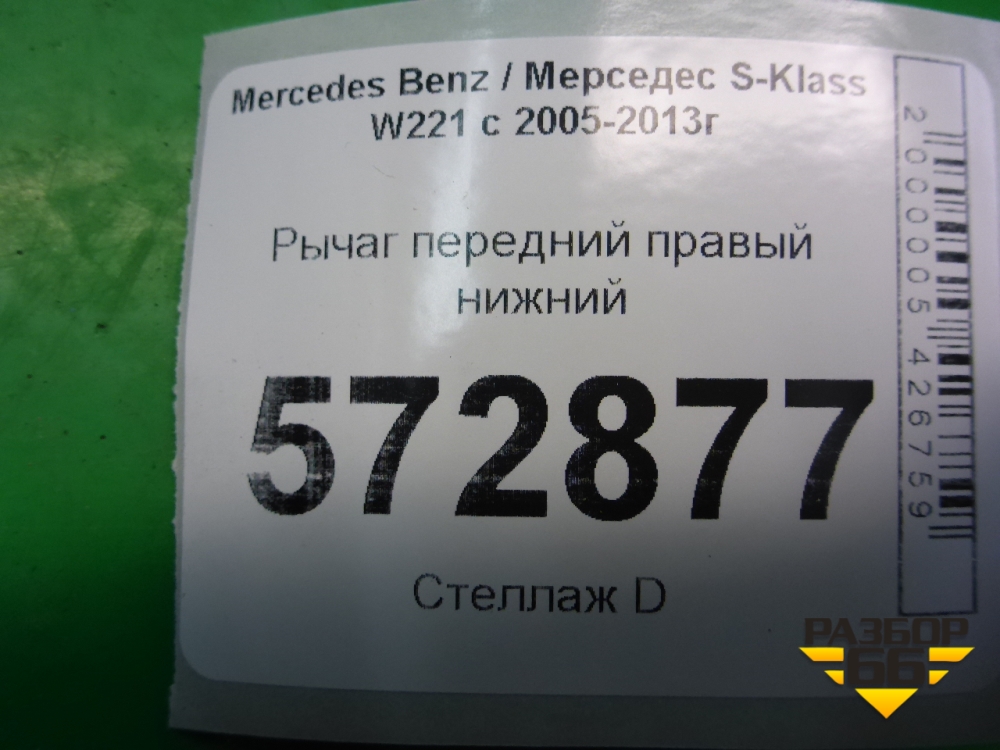 Mercedes Benz / Мерседес S-Klass
W221 с 2005-2013г
Рычаг передний правый
нижний
572877
Стеллаж D
2000005426759
РАЗБОР
66